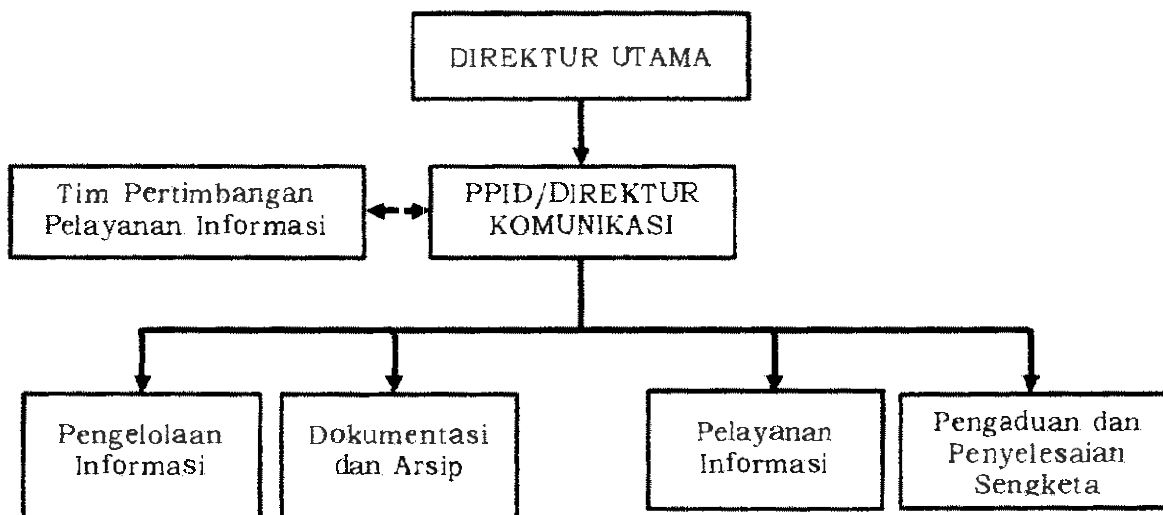 DIREKTUR UTAMA
Tim Pertimbangan
Pelayanan Informasi
PPID/DIREKTUR
KOMUNIKASI
Pengelolaan
Informasi
Dokumentasi
dan Arsip
Pelayanan
Informasi
Pengaduan dan
Penyelesaian
Sengketa